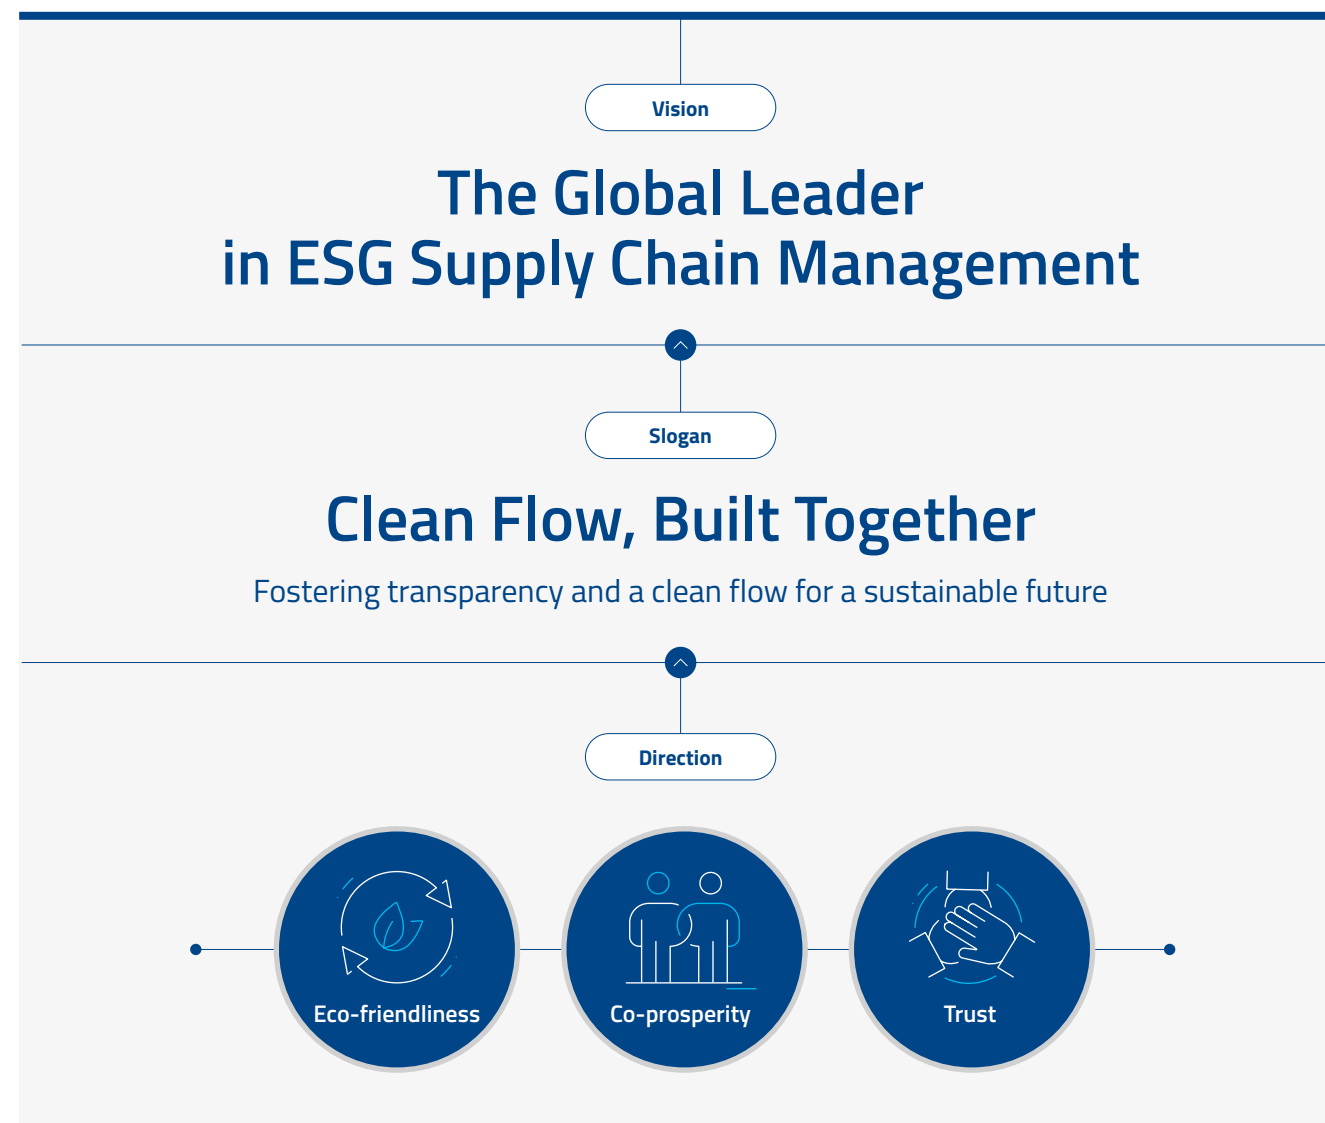 Vision
The Global Leader
in ESG Supply Chain Management
Slogan
Clean Flow, Built Together
Fostering transparency and a clean flow for a sustainable future
Direction
Eco-friendliness
Co-prosperity
Trust